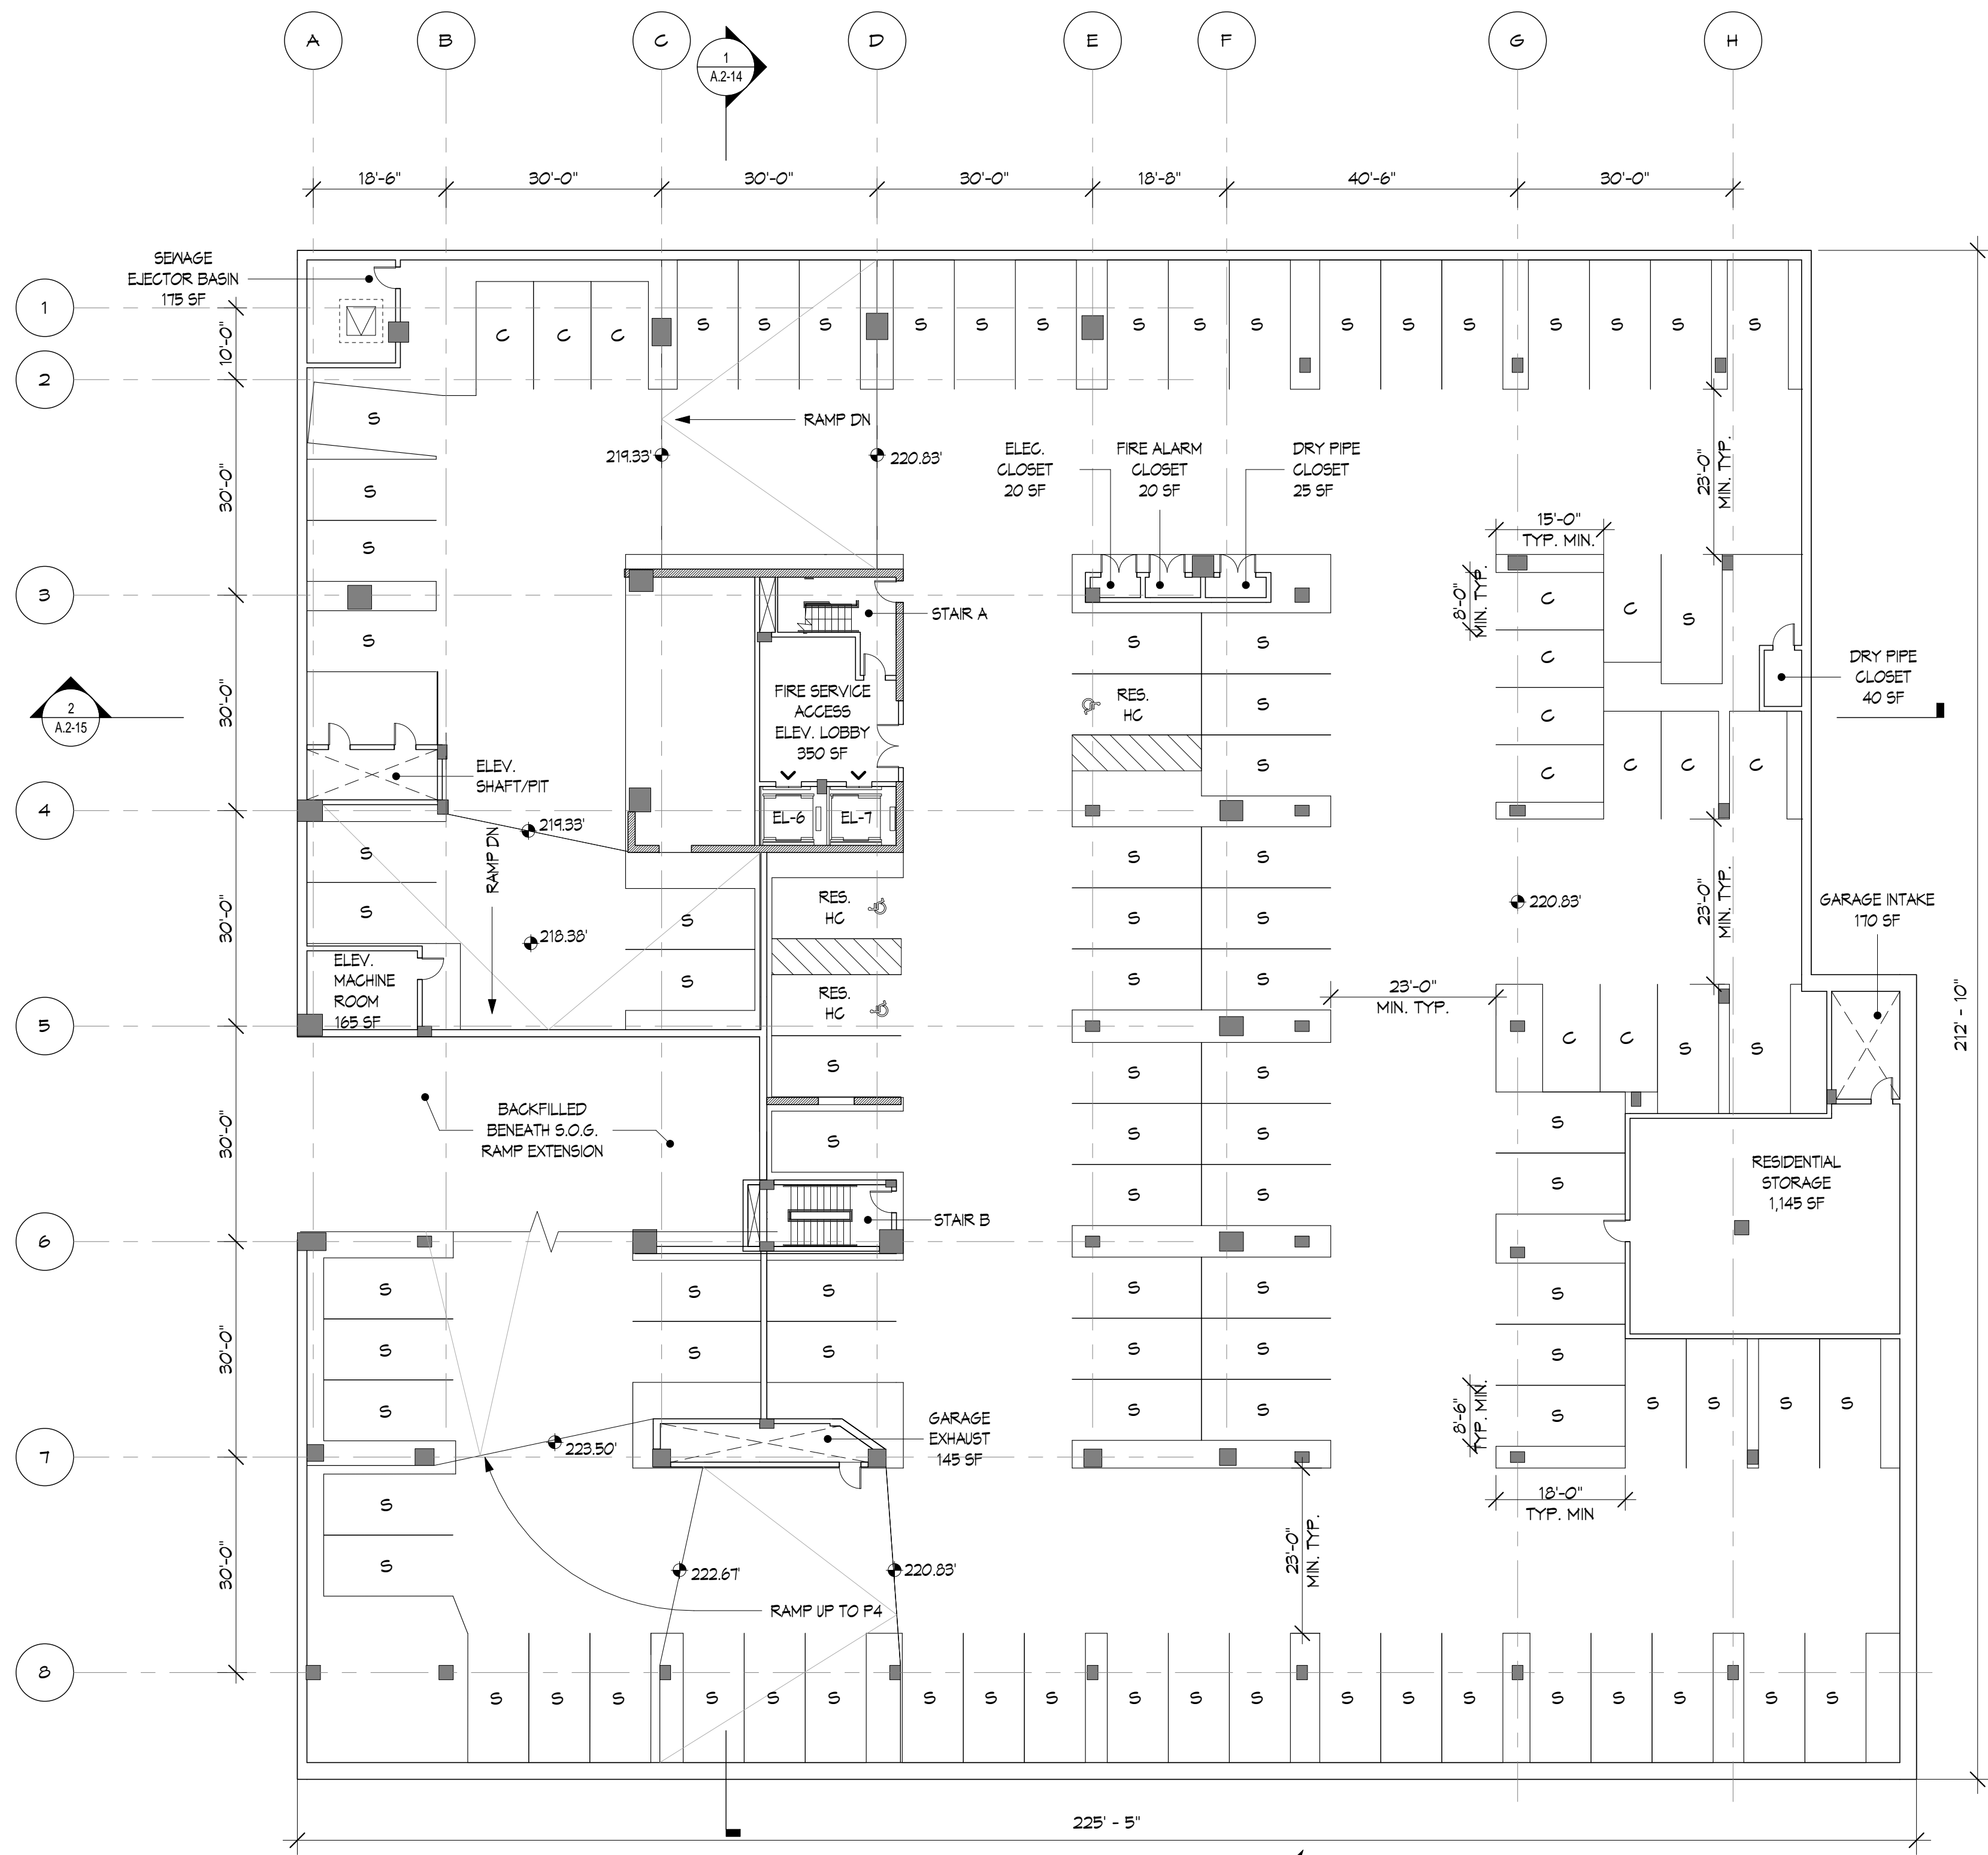 A B C D E F G H
1
A.2-14
18'-6" 30'-0" 30'-0" 30'-0" 18'-8" 40'-6" 30'-0"
SEWAGE
EJECTOR BASIN
175 SF
1
C C C S S S S S S S S S S S S S S S S
10'-0"
2
S
RAMP DN
219.33'
220.83'
ELEC.
CLOSET
20 SF
FIRE ALARM
CLOSET
20 SF
DRY PIPE
CLOSET
25 SF
23'-0"
MIN. TYP.
30'-0"
S
15'-0"
TYP. MIN.
S
3
8'-0"
MIN. TYP.
C
C
S
STAIR A
S
S
S
C
DRY PIPE
CLOSET
40 SF
2
A.2-15
30'-0"
FIRE SERVICE
ACCESS
ELEV. LOBBY
350 SF
RES.
HC
S
C
ELEV.
SHAFT/PIT
S
C
C
C
C
4
EL-6
EL-7
219.33'
RAMP DN
S
S
S
30'-0"
S
218.38'
S
RES.
HC
S
S
220.83'
23'-0"
MIN. TYP.
GARAGE INTAKE
170 SF
ELEV.
MACHINE
ROOM
165 SF
S
RES.
HC
S
S
23'-0"
MIN. TYP.
212' - 10"
5
C
C
S
S
S
S
S
BACKFILLED
BENEATH S.O.G.
RAMP EXTENSION
30'-0"
S
S
S
S
RESIDENTIAL
STORAGE
1,145 SF
S
S
S
6
STAIR B
S
S
S
S
S
S
30'-0"
S
S
S
S
S
S
S
S
S
S
8'-6"
TYP. MIN.
S
S
S
S
7
223.50'
GARAGE
EXHAUST
145 SF
S
18'-0"
TYP. MIN
30'-0"
S
222.67'
220.83'
23'-0"
MIN. TYP.
RAMP UP TO P4
8
S S S S S S S S S S S S S S S S S S S S
225' - 5"